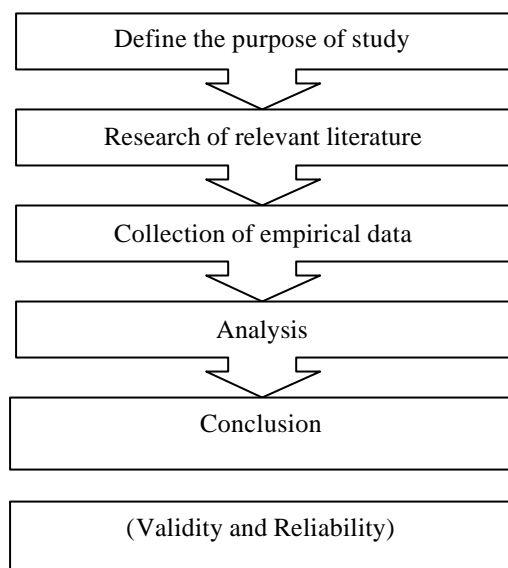 Define the purpose of study
Research of relevant literature
Collection of empirical data
Analysis
Conclusion
(Validity and Reliability)